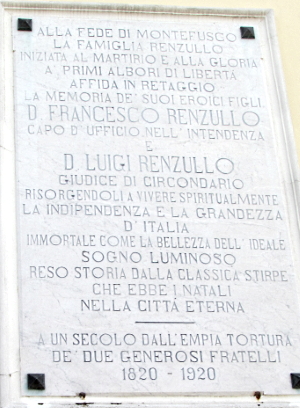 ALLA FEDE DI MONTEFUSCO
LA FAMIGLIA RENZULLO
INIZIATA AL MARTIRIO E ALLA GLORIA
A' PRIMI ALBORI DI LIBERTÀ
AFFIDA IN RETAGGIO
LA MEMORIA DE' SUOI EROICI FIGLI
D. FRANCESCO RENZULLO
CAPO D'UFFICIO NELL'INTENDENZA
E
D. LUIGI RENZULLO
GIUDICE DI CIRCONDARIO
RISORGENDOLI A VIVERE SPIRITUALMENTE
LA INDIPENDENZA E LA GRANDEZZA
D'ITALIA
IMMORTALE COME LA BELLEZZA DELL'IDEALE
SOGNO LUMINOSO
RESO STORIA DALLA CLASSICA STIRPE
CHE EBBE I NATALI
NELLA CITTÁ ETERNA
A UN SECOLO DALL'EMPIA TORTURA
DE' DUE GENEROSI FRATELLI
1820 - 1920